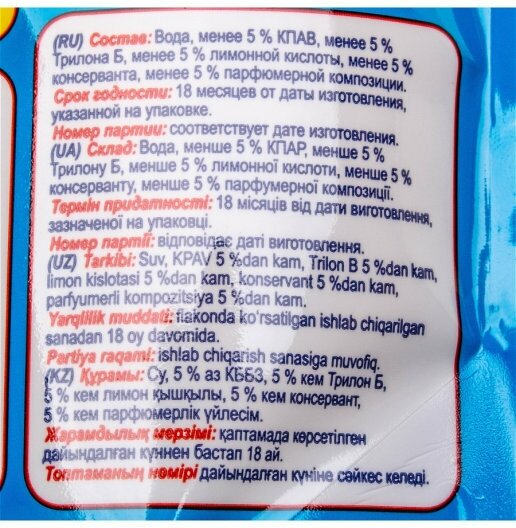 (RU) Состав: Вода, менее 5 % КПАВ, менее 5 %
Трилона Б, менее 5 % лимонной кислоты, менее 5 %
консерванта, менее 5 % парфюмерной композиции.
Срок годности: 18 месяцев от даты изготовления,
указанной на упаковке.
Номер партии: соответствует дате изготовления.
(UA) Склад: Вода, менше 5 % КПАР, менше 5 %
Трилону Б, менше 5 % лимонної кислоти, менше 5 %
консерванту, менше 5 % парфумерної композиції.
Термін придатності: 18 місяців від дати виготовлення,
зазначеної на упаковці.
Номер партії: відповідає даті виготовлення.
(UZ) Tarkibi: Suv, KPAV 5 %dan kam, Trilon B 5 %dan kam,
limon kislotasi 5 %dan kam, konservant 5 %dan kam,
parfyumerli kompozitsiya 5 %dan kam.
Yarqlilik muddati: flakonda ko'rsatilgan ishlab chiqarilgan
sanadan 18 oy davomida.
Partiya raqami: ishlab chiqarish sanasiga muvofiq.
(KZ) Құрамы: Су, 5 % аз КББЗ, 5 % кем Трилон Б,
5 % кем лимон қышқылы, 5 % кем консервант,
5 % кем парфюмерлік үйлесім.
Жарамдылық мерзімі: қаптамада көрсетілген
дайындалған күннен бастап 18 ай.
Топтаманың нөмірі дайындалған күніне сәйкес келеді.